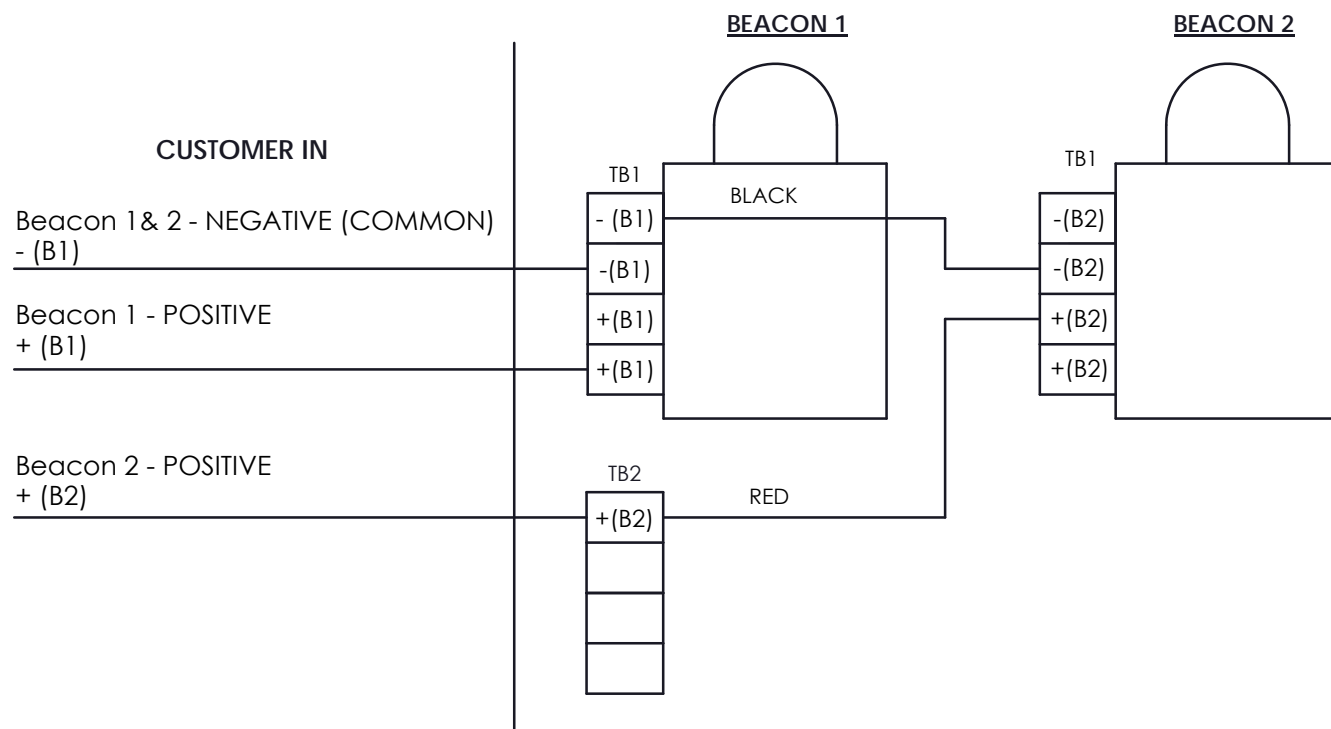 BEACON 1
BEACON 2
CUSTOMER IN
TB1
TB1
BLACK
Beacon 1& 2 - NEGATIVE (COMMON)
- (B1)
- (B1)
-(B1)
+(B1)
+(B1)
-(B2)
-(B2)
+(B2)
+(B2)
Beacon 1 - POSITIVE
+ (B1)
Beacon 2 - POSITIVE
+ (B2)
TB2
+(B2)
RED